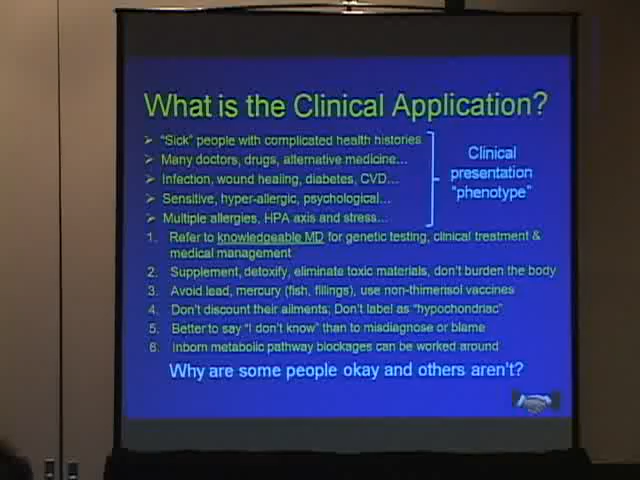 What is the Clinical Application?
➢ "Sick" people with complicated health histories
➢ Many doctors, drugs, alternative medicine…
➢ Infection, wound healing, diabetes, CVD…
➢ Sensitive, hyper-allergic, psychological…
➢ Multiple allergies, HPA axis and stress…
Clinical
presentation
"phenotype"
1. Refer to knowledgeable MD for genetic testing, clinical treatment &
medical management
2. Supplement, detoxify, eliminate toxic materials, don't burden the body
3. Avoid lead, mercury (fish, fillings), use non-thimerisol vaccines
4. Don't discount their ailments; Don't label as "hypochondriac"
5. Better to say "I don't know" than to misdiagnose or blame
6. Inborn metabolic pathway blockages can be worked around
Why are some people okay and others aren't?